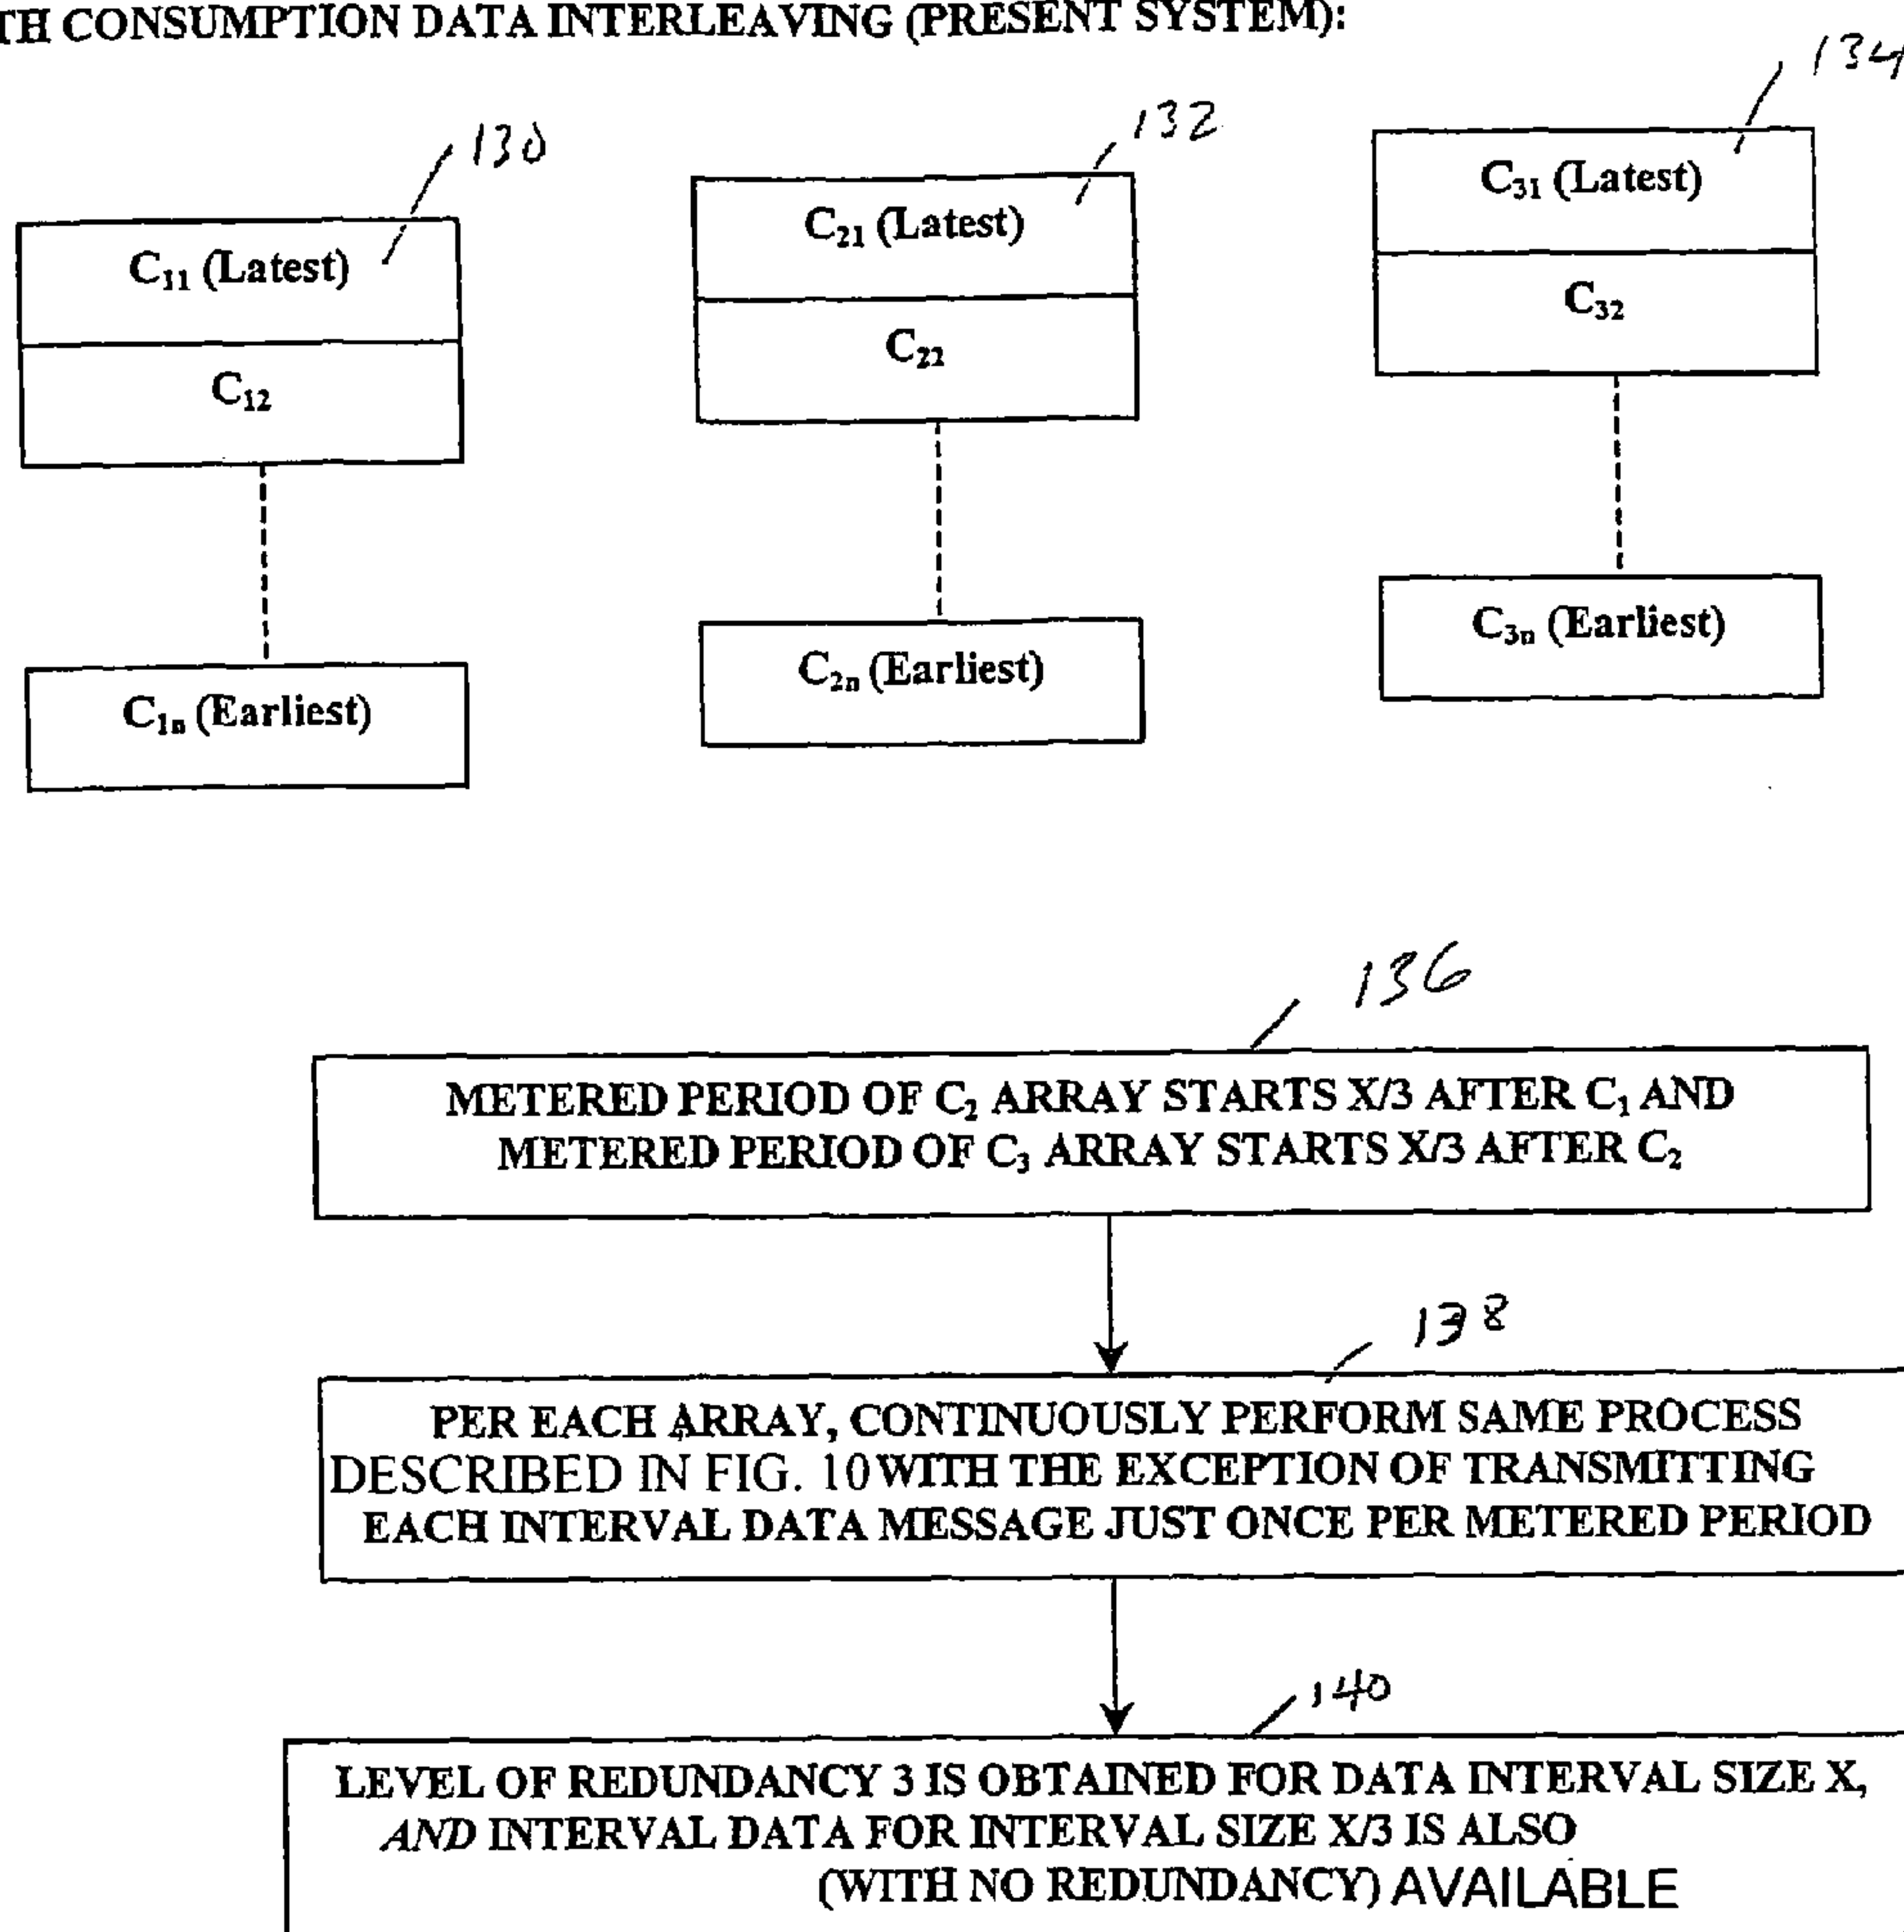 TH CONSUMPTION DATA INTERLEAVING (PRESENT SYSTEM):
130
132
134
C₁₁ (Latest)
C₂₁ (Latest)
C₃₁ (Latest)
C₁₂
C₂₂
C₃₂
C₁ₙ (Earliest)
C₂ₙ (Earliest)
C₃ₙ (Earliest)
136
METERED PERIOD OF C₂ ARRAY STARTS X/3 AFTER C₁ AND
METERED PERIOD OF C₃ ARRAY STARTS X/3 AFTER C₂
138
PER EACH ARRAY, CONTINUOUSLY PERFORM SAME PROCESS
DESCRIBED IN FIG. 10 WITH THE EXCEPTION OF TRANSMITTING
EACH INTERVAL DATA MESSAGE JUST ONCE PER METERED PERIOD
140
LEVEL OF REDUNDANCY 3 IS OBTAINED FOR DATA INTERVAL SIZE X,
AND INTERVAL DATA FOR INTERVAL SIZE X/3 IS ALSO
(WITH NO REDUNDANCY) AVAILABLE